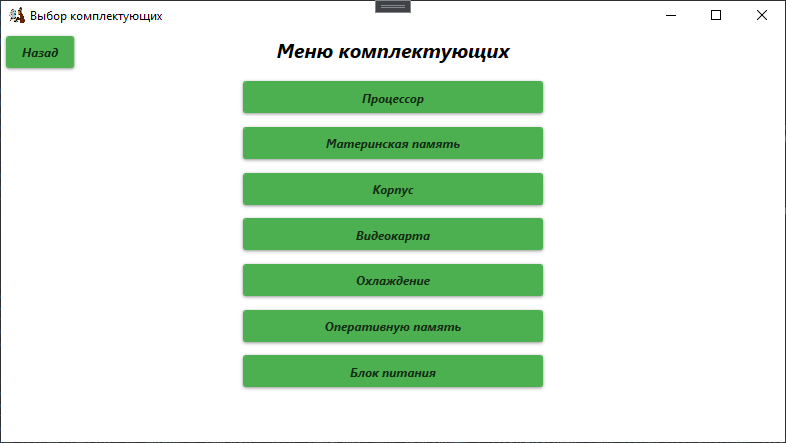 Выбор комплектующих
Назад
Меню комплектующих
Процессор
Материнская память
Корпус
Видеокарта
Охлаждение
Оперативную память
Блок питания